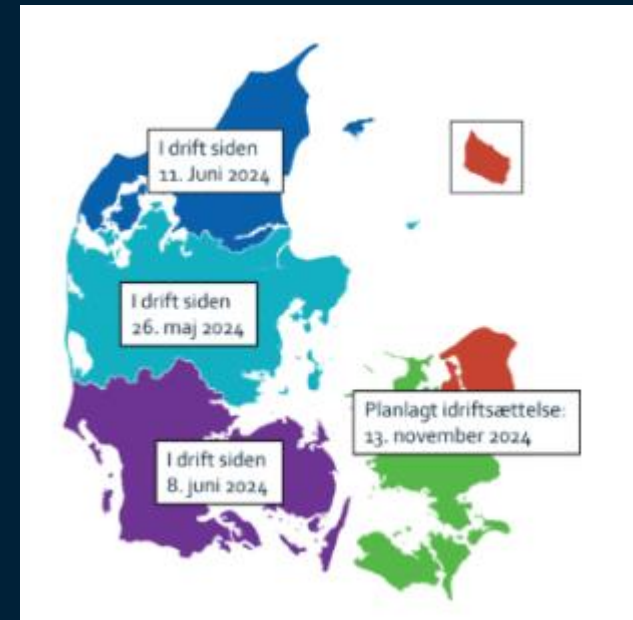 I drift siden
11. Juni 2024
I drift siden
26. maj 2024
Planlagt idriftsættelse:
13. november 2024
I drift siden
8. juni 2024